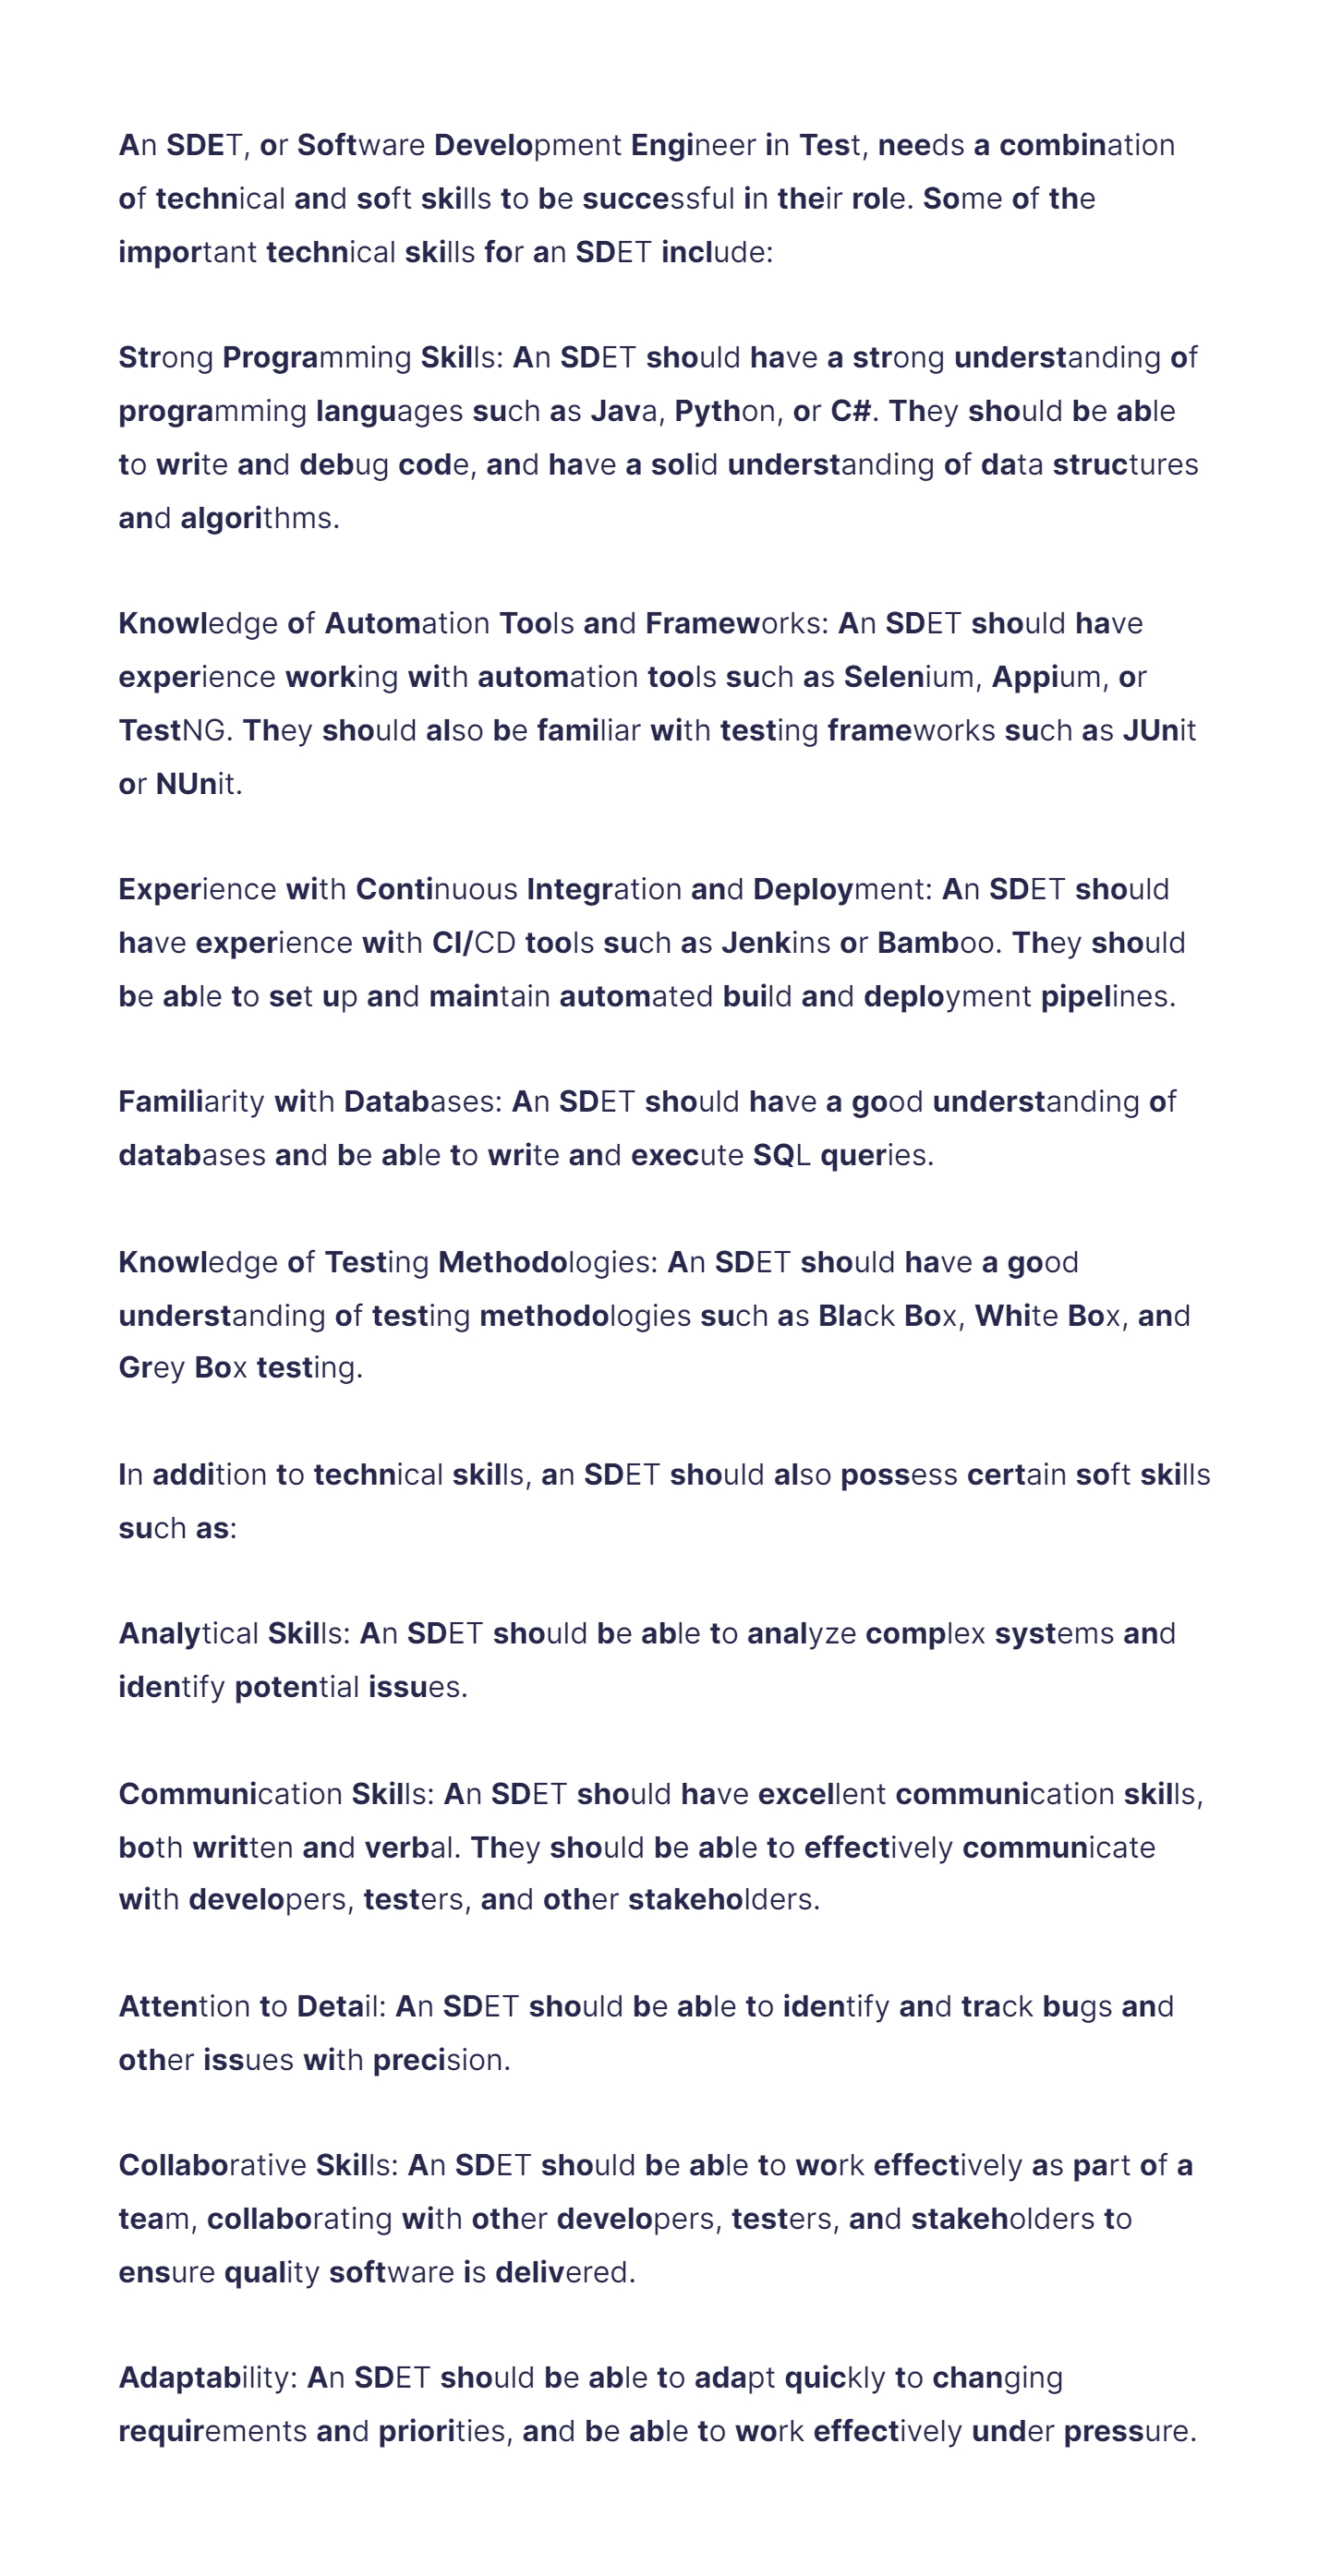 An SDET, or Software Development Engineer in Test, needs a combination
of technical and soft skills to be successful in their role. Some of the
important technical skills for an SDET include:
Strong Programming Skills: An SDET should have a strong understanding of
programming languages such as Java, Python, or C#. They should be able
to write and debug code, and have a solid understanding of data structures
and algorithms.
Knowledge of Automation Tools and Frameworks: An SDET should have
experience working with automation tools such as Selenium, Appium, or
TestNG. They should also be familiar with testing frameworks such as JUnit
or NUnit.
Experience with Continuous Integration and Deployment: An SDET should
have experience with CI/CD tools such as Jenkins or Bamboo. They should
be able to set up and maintain automated build and deployment pipelines.
Familiarity with Databases: An SDET should have a good understanding of
databases and be able to write and execute SQL queries.
Knowledge of Testing Methodologies: An SDET should have a good
understanding of testing methodologies such as Black Box, White Box, and
Grey Box testing.
In addition to technical skills, an SDET should also possess certain soft skills
such as:
Analytical Skills: An SDET should be able to analyze complex systems and
identify potential issues.
Communication Skills: An SDET should have excellent communication skills,
both written and verbal. They should be able to effectively communicate
with developers, testers, and other stakeholders.
Attention to Detail: An SDET should be able to identify and track bugs and
other issues with precision.
Collaborative Skills: An SDET should be able to work effectively as part of a
team, collaborating with other developers, testers, and stakeholders to
ensure quality software is delivered.
Adaptability: An SDET should be able to adapt quickly to changing
requirements and priorities, and be able to work effectively under pressure.